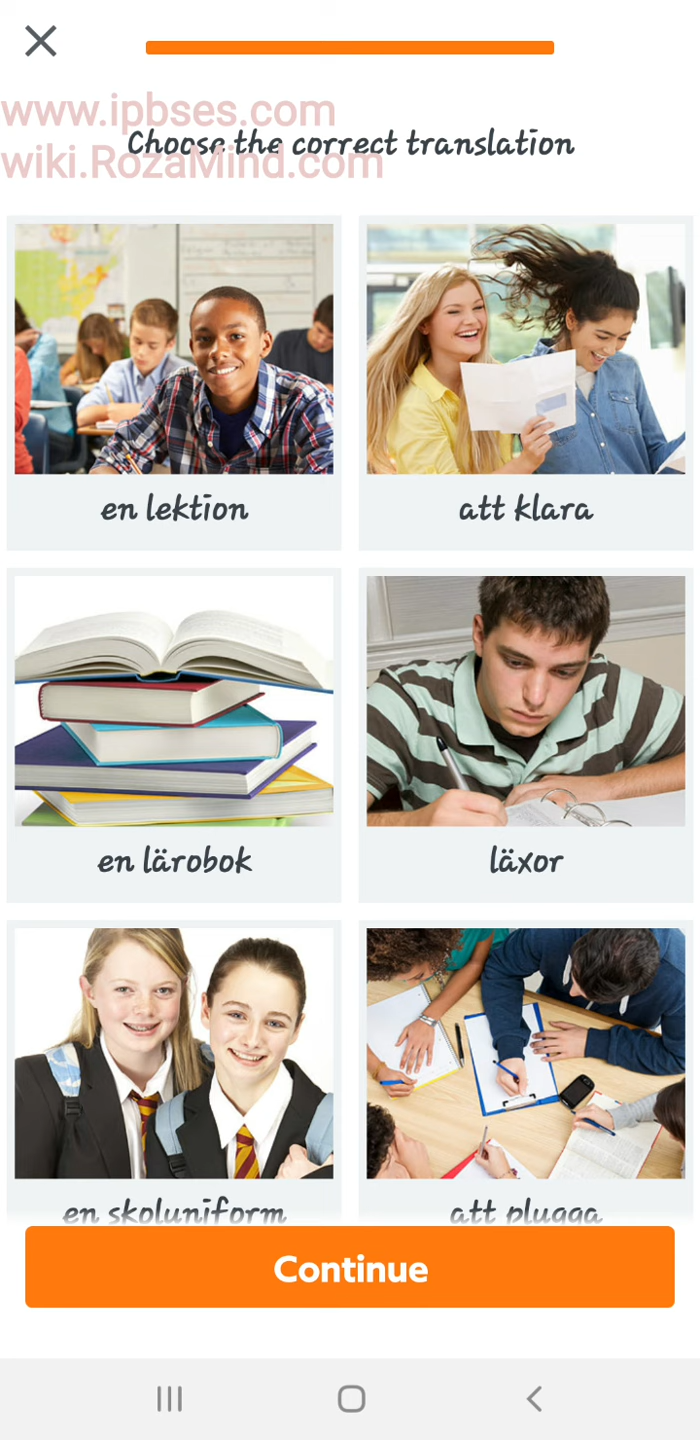 www.ipbses.com
Choose the correct translation
wiki.RozaMind.com
en lektion
att klara
en lärobok
läxor
en skoluniform
att plugga
Continue